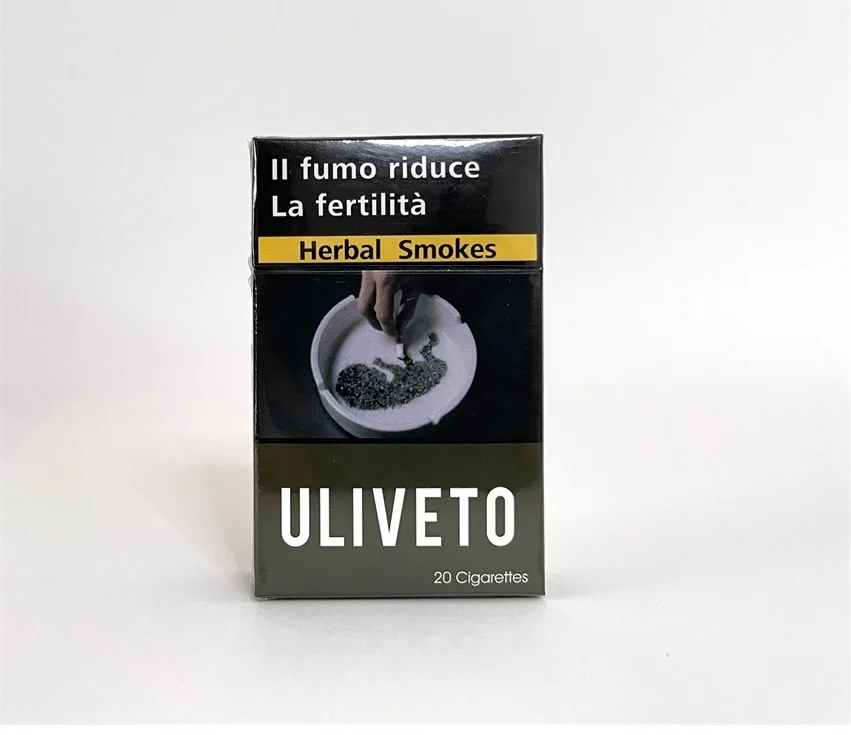 Il fumo riduce
La fertilità
Herbal Smokes
ULIVETO
20 Cigarettes